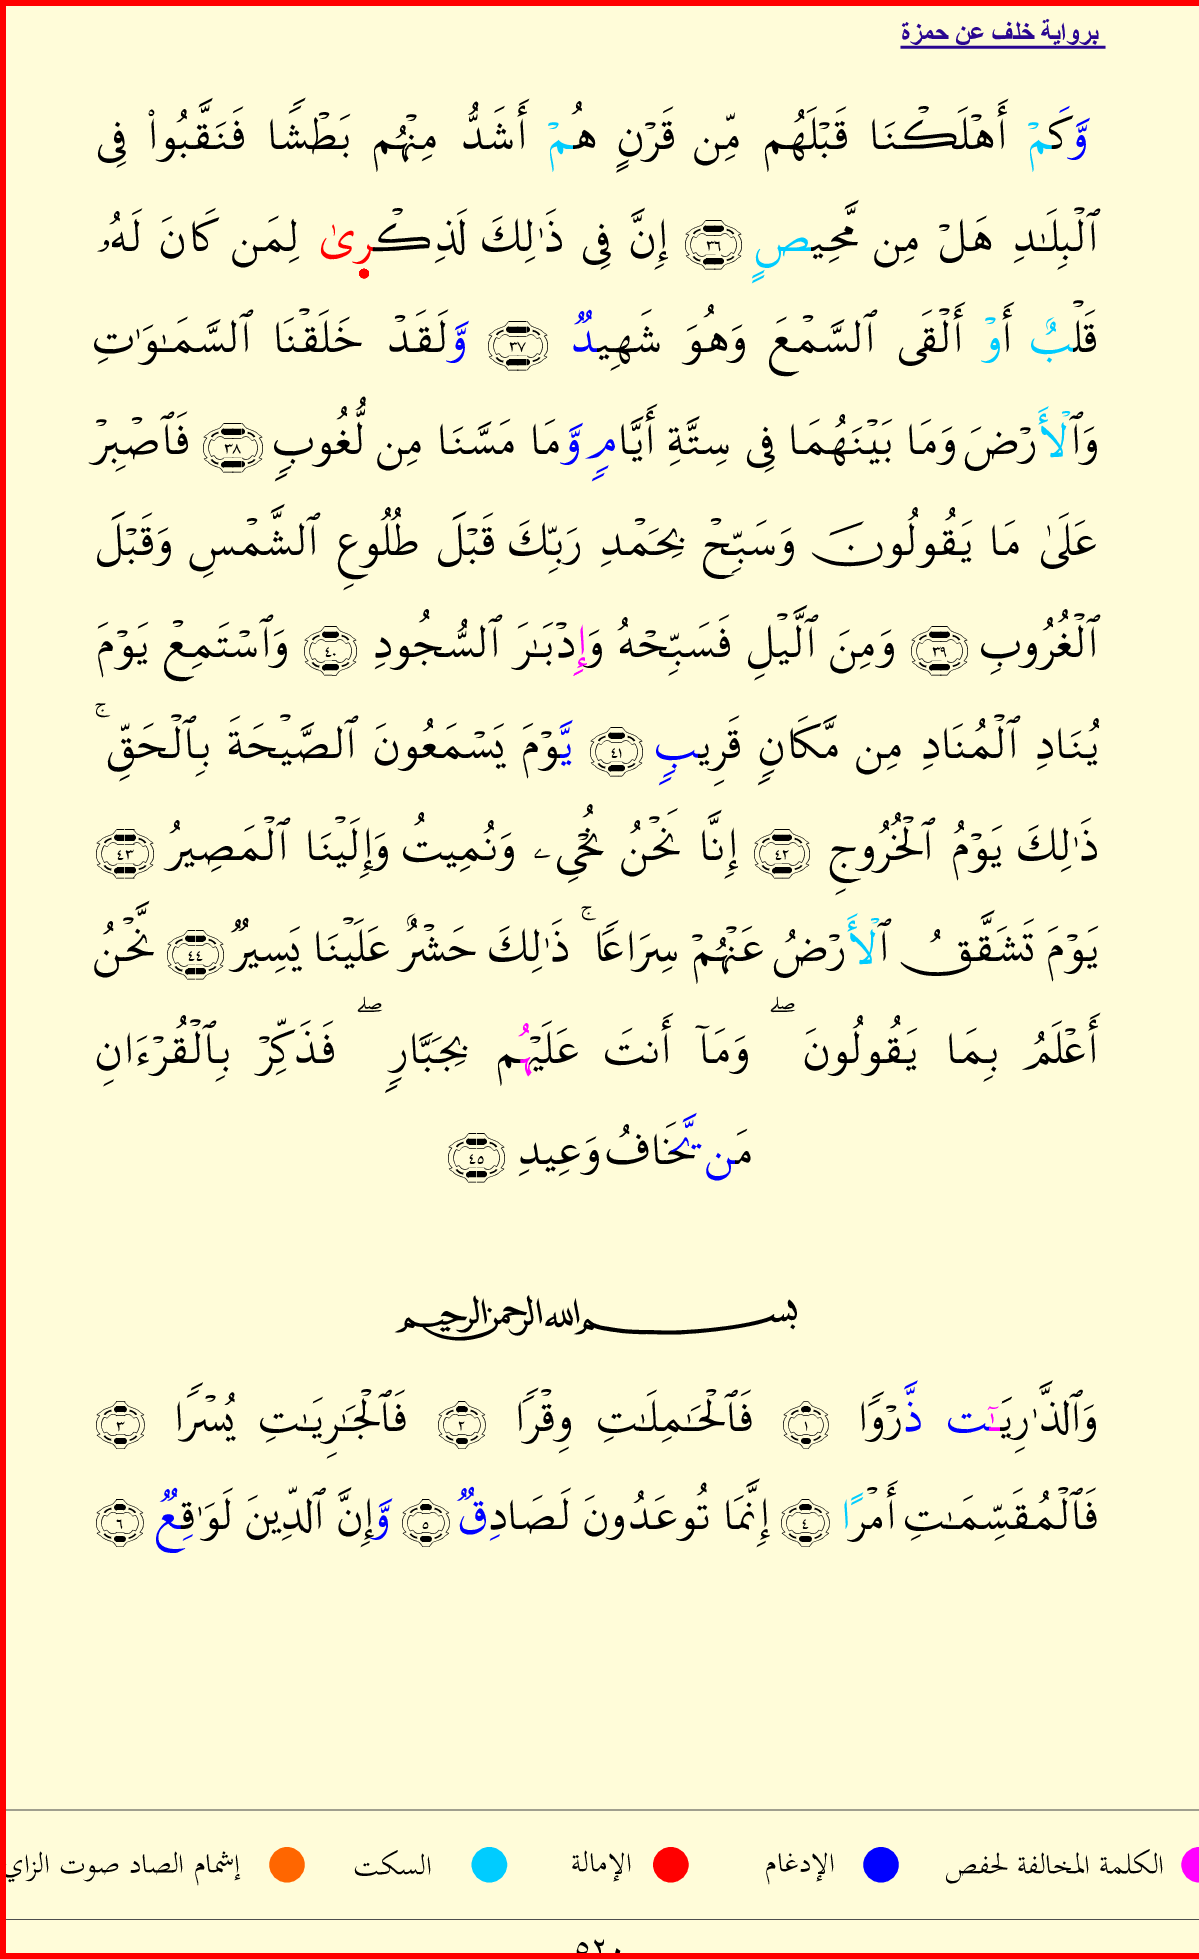 برواية خلف عن حمزة
وَّكَمْ أَهْلَكْنَا قَبْلَهُم مِّن قَرْنٍ هُمْ أَشَدُّ مِنْهُم بَطْشًا فَنَقَّبُوا۟ فِى
ٱلْبِلَـٰدِ هَلْ مِن مَّحِيصٍ ٣٦ إِنَّ فِى ذَٰلِكَ لَذِكْرِىٰ لِمَن كَانَ لَهُۥ
قَلْبٌ أَوْ أَلْقَى ٱلسَّمْعَ وَهُوَ شَهِيدٌ ٣٧ وَّلَقَدْ خَلَقْنَا ٱلسَّمَـٰوَٰتِ
وَٱلْأَرْضَ وَمَا بَيْنَهُمَا فِى سِتَّةِ أَيَّامٍ وَّمَا مَسَّنَا مِن لُّغُوبٍ ٣٨ فَٱصْبِرْ
عَلَىٰ مَا يَقُولُونَ وَسَبِّحْ بِحَمْدِ رَبِّكَ قَبْلَ طُلُوعِ ٱلشَّمْسِ وَقَبْلَ
ٱلْغُرُوبِ ٣٩ وَمِنَ ٱلَّيْلِ فَسَبِّحْهُ وَإِدْبَـٰرَ ٱلسُّجُودِ ٤٠ وَٱسْتَمِعْ يَوْمَ
يُنَادِ ٱلْمُنَادِ مِن مَّكَانٍ قَرِيبٍ ٤١ يَّوْمَ يَسْمَعُونَ ٱلصَّيْحَةَ بِٱلْحَقِّ ۚ
ذَٰلِكَ يَوْمُ ٱلْخُرُوجِ ٤٢ إِنَّا نَحْنُ نُحْىِۦ وَنُمِيتُ وَإِلَيْنَا ٱلْمَصِيرُ ٤٣
يَوْمَ تَشَّقَّقُ ٱلْأَرْضُ عَنْهُمْ سِرَاعًا ۚ ذَٰلِكَ حَشْرٌ عَلَيْنَا يَسِيرٌ ٤٤ نَّحْنُ
أَعْلَمُ بِمَا يَقُولُونَ ۖ وَمَآ أَنتَ عَلَيْهُم بِجَبَّارٍ ۖ فَذَكِّرْ بِٱلْقُرْءَانِ
مَن يَّخَافُ وَعِيدِ ٤٥
بسم الله الرحمن الرحيم
وَٱلذَّٰرِيَـٰٓت ذَّرْوًا ١ فَٱلْحَـٰمِلَـٰتِ وِقْرًا ٢ فَٱلْجَـٰرِيَـٰتِ يُسْرًا ٣
فَٱلْمُقَسِّمَـٰتِ أَمْرًا ٤ إِنَّمَا تُوعَدُونَ لَصَادِقٌ ٥ وَّإِنَّ ٱلدِّينَ لَوَٰقِعٌ ٦
الكلمة المخالفة لحفص الإدغام الإمالة السكت إشمام الصاد صوت الزاي
٥٢٠